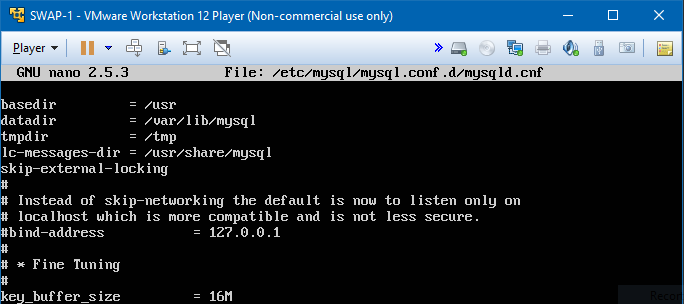 SWAP-1 - VMware Workstation 12 Player (Non-commercial use only)
Player
GNU nano 2.5.3 File: /etc/mysql/mysql.conf.d/mysqld.cnf
basedir = /usr
datadir = /var/lib/mysql
tmpdir = /tmp
lc-messages-dir = /usr/share/mysql
skip-external-locking
#
# Instead of skip-networking the default is now to listen only on
# localhost which is more compatible and is not less secure.
#bind-address = 127.0.0.1
#
# * Fine Tuning
#
key_buffer_size = 16M